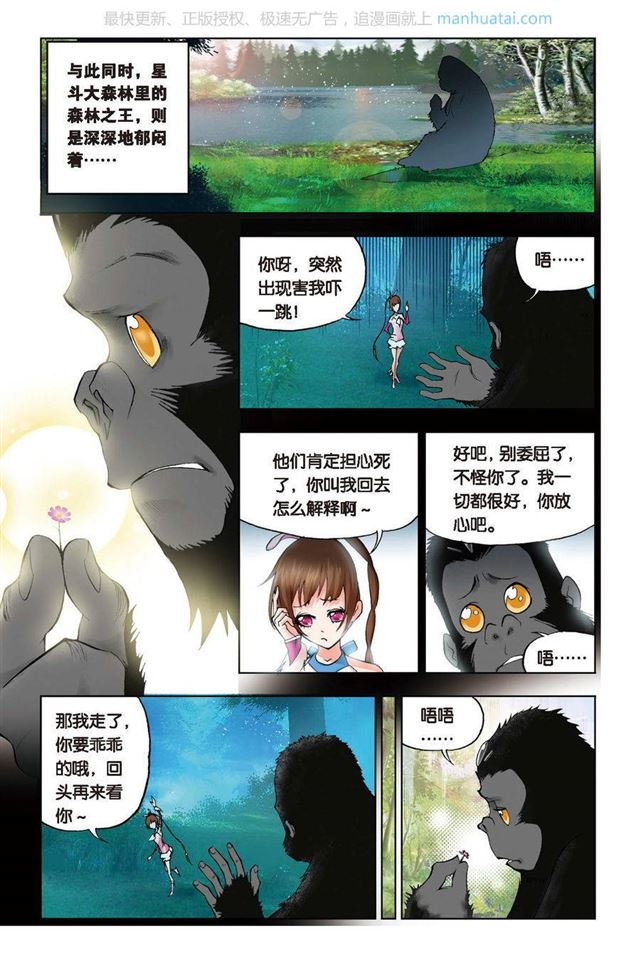 最快更新、正版授权、极速无广告，追漫画就上 manhuatai.com
与此同时，星
斗大森林里的
森林之王，则
是深深地郁闷
着……
你呀，突然
出现害我吓
一跳！
唔……
他们肯定担心死
了，你叫我回去
怎么解释啊~
好吧，别委屈了，
不怪你了。我一
切都很好，你放
心吧。
唔……
那我走了，
你要乖乖
的哦，回
头再来看
你~
唔唔
……